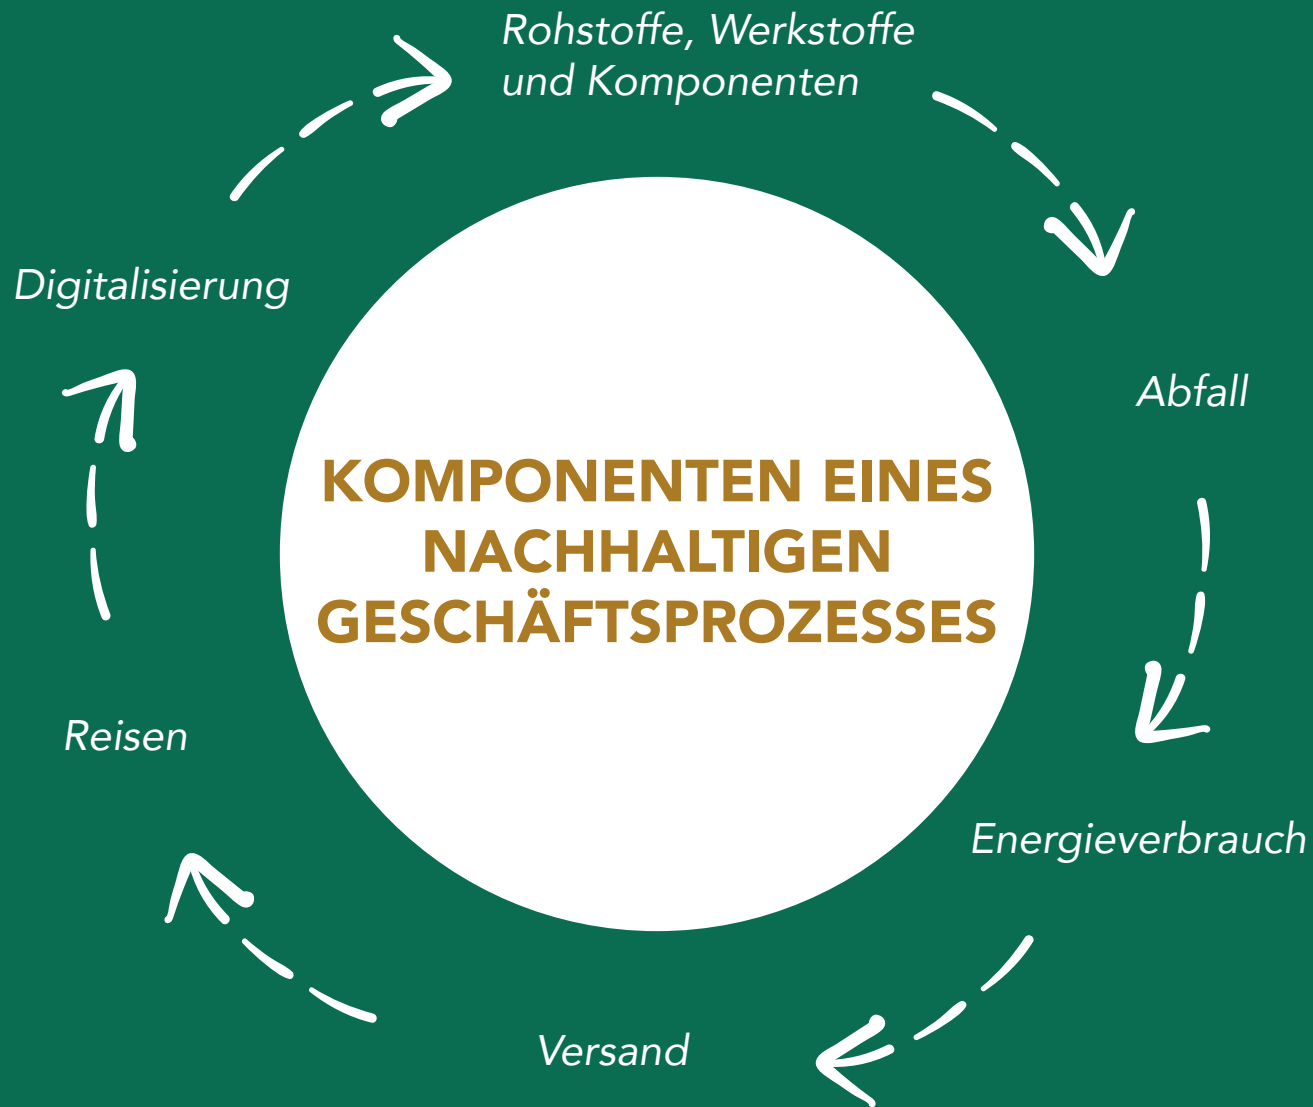 Rohstoffe, Werkstoffe
und Komponenten
Abfall
Energieverbrauch
Versand
Reisen
Digitalisierung
KOMPONENTEN EINES
NACHHALTIGEN
GESCHÄFTSPROZESSES